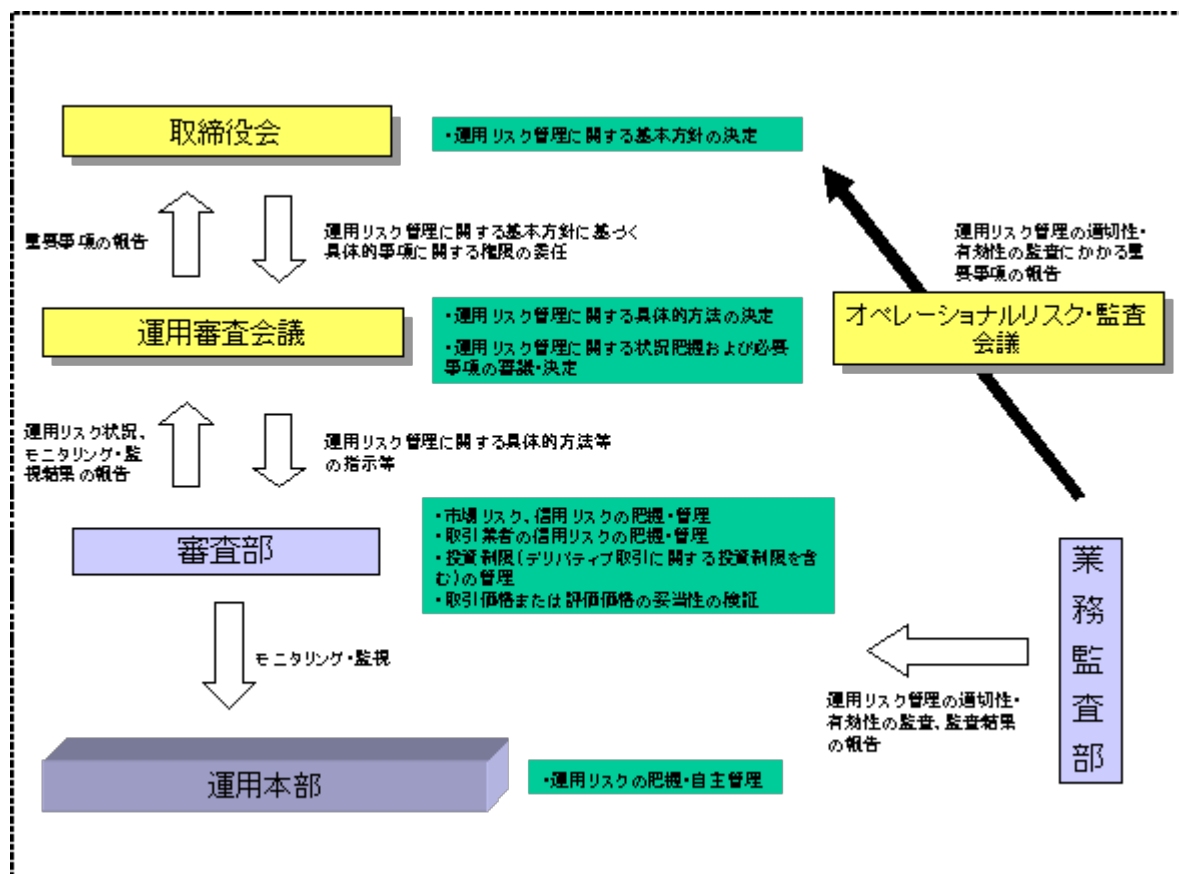 取締役会
・運用リスク管理に関する基本方針の決定
重要事項の報告
運用リスク管理に関する基本方針に基づく
具体的事項に関する権限の委任
運用リスク管理の適切性・
有効性の監査にかかる重
要事項の報告
運用審査会議
・運用リスク管理に関する具体的方法の決定
・運用リスク管理に関する状況把握および必要
事項の審議・決定
オペレーショナルリスク・監査
会議
運用リスク状況、
モニタリング・監
視結果の報告
運用リスク管理に関する具体的方法等
の指示等
審査部
・市場リスク、信用リスクの把握・管理
・取引業者の信用リスクの把握・管理
・投資制限(デリバティブ取引に関する投資制限を含
む)の管理
・取引価格または評価価格の妥当性の検証
業務監査部
モニタリング・監視
運用リスク管理の適切性・
有効性の監査、監査結果
の報告
運用本部
・運用リスクの把握・自主管理